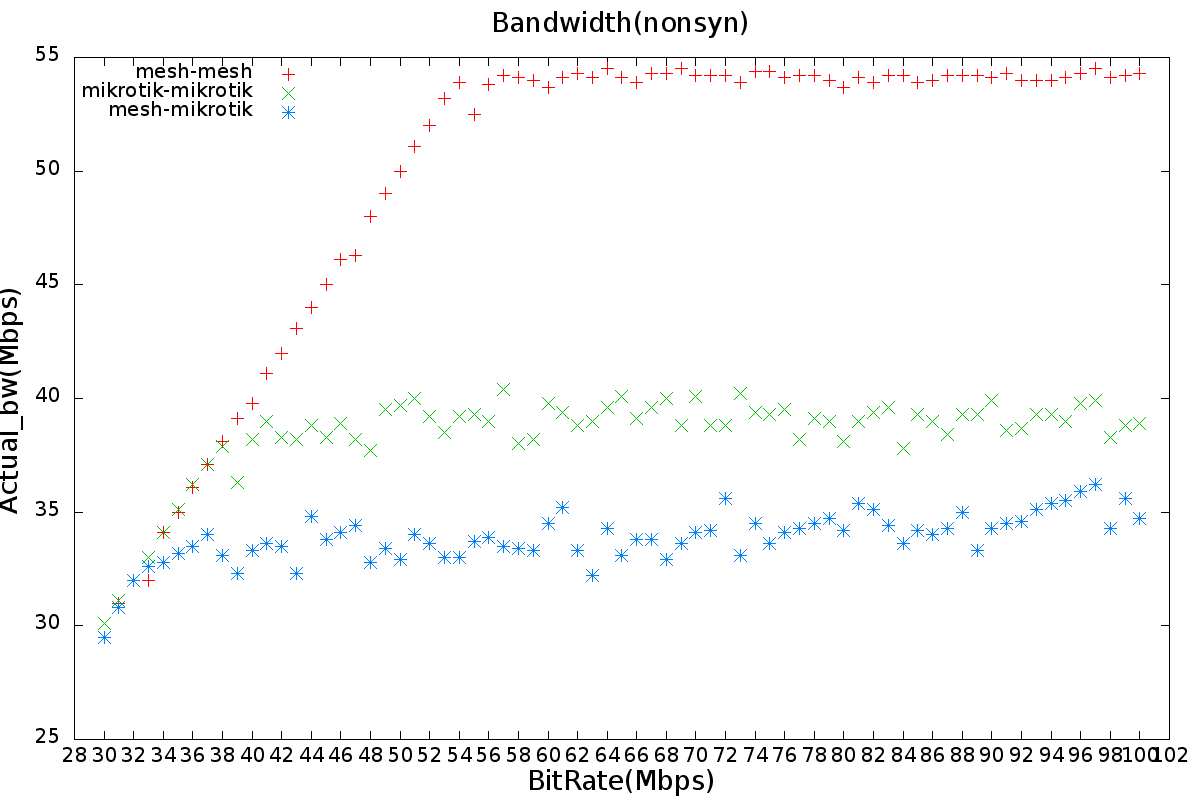 Bandwidth(nonsyn)
mesh-mesh
mikrotik-mikrotik
mesh-mikrotik
Actual_bw(Mbps)
55
50
45
40
35
30
25
28 30 32 34 36 38 40 42 44 46 48 50 52 54 56 58 60 62 64 66 68 70 72 74 76 78 80 82 84 86 88 90 92 94 96 98 100 102
BitRate(Mbps)